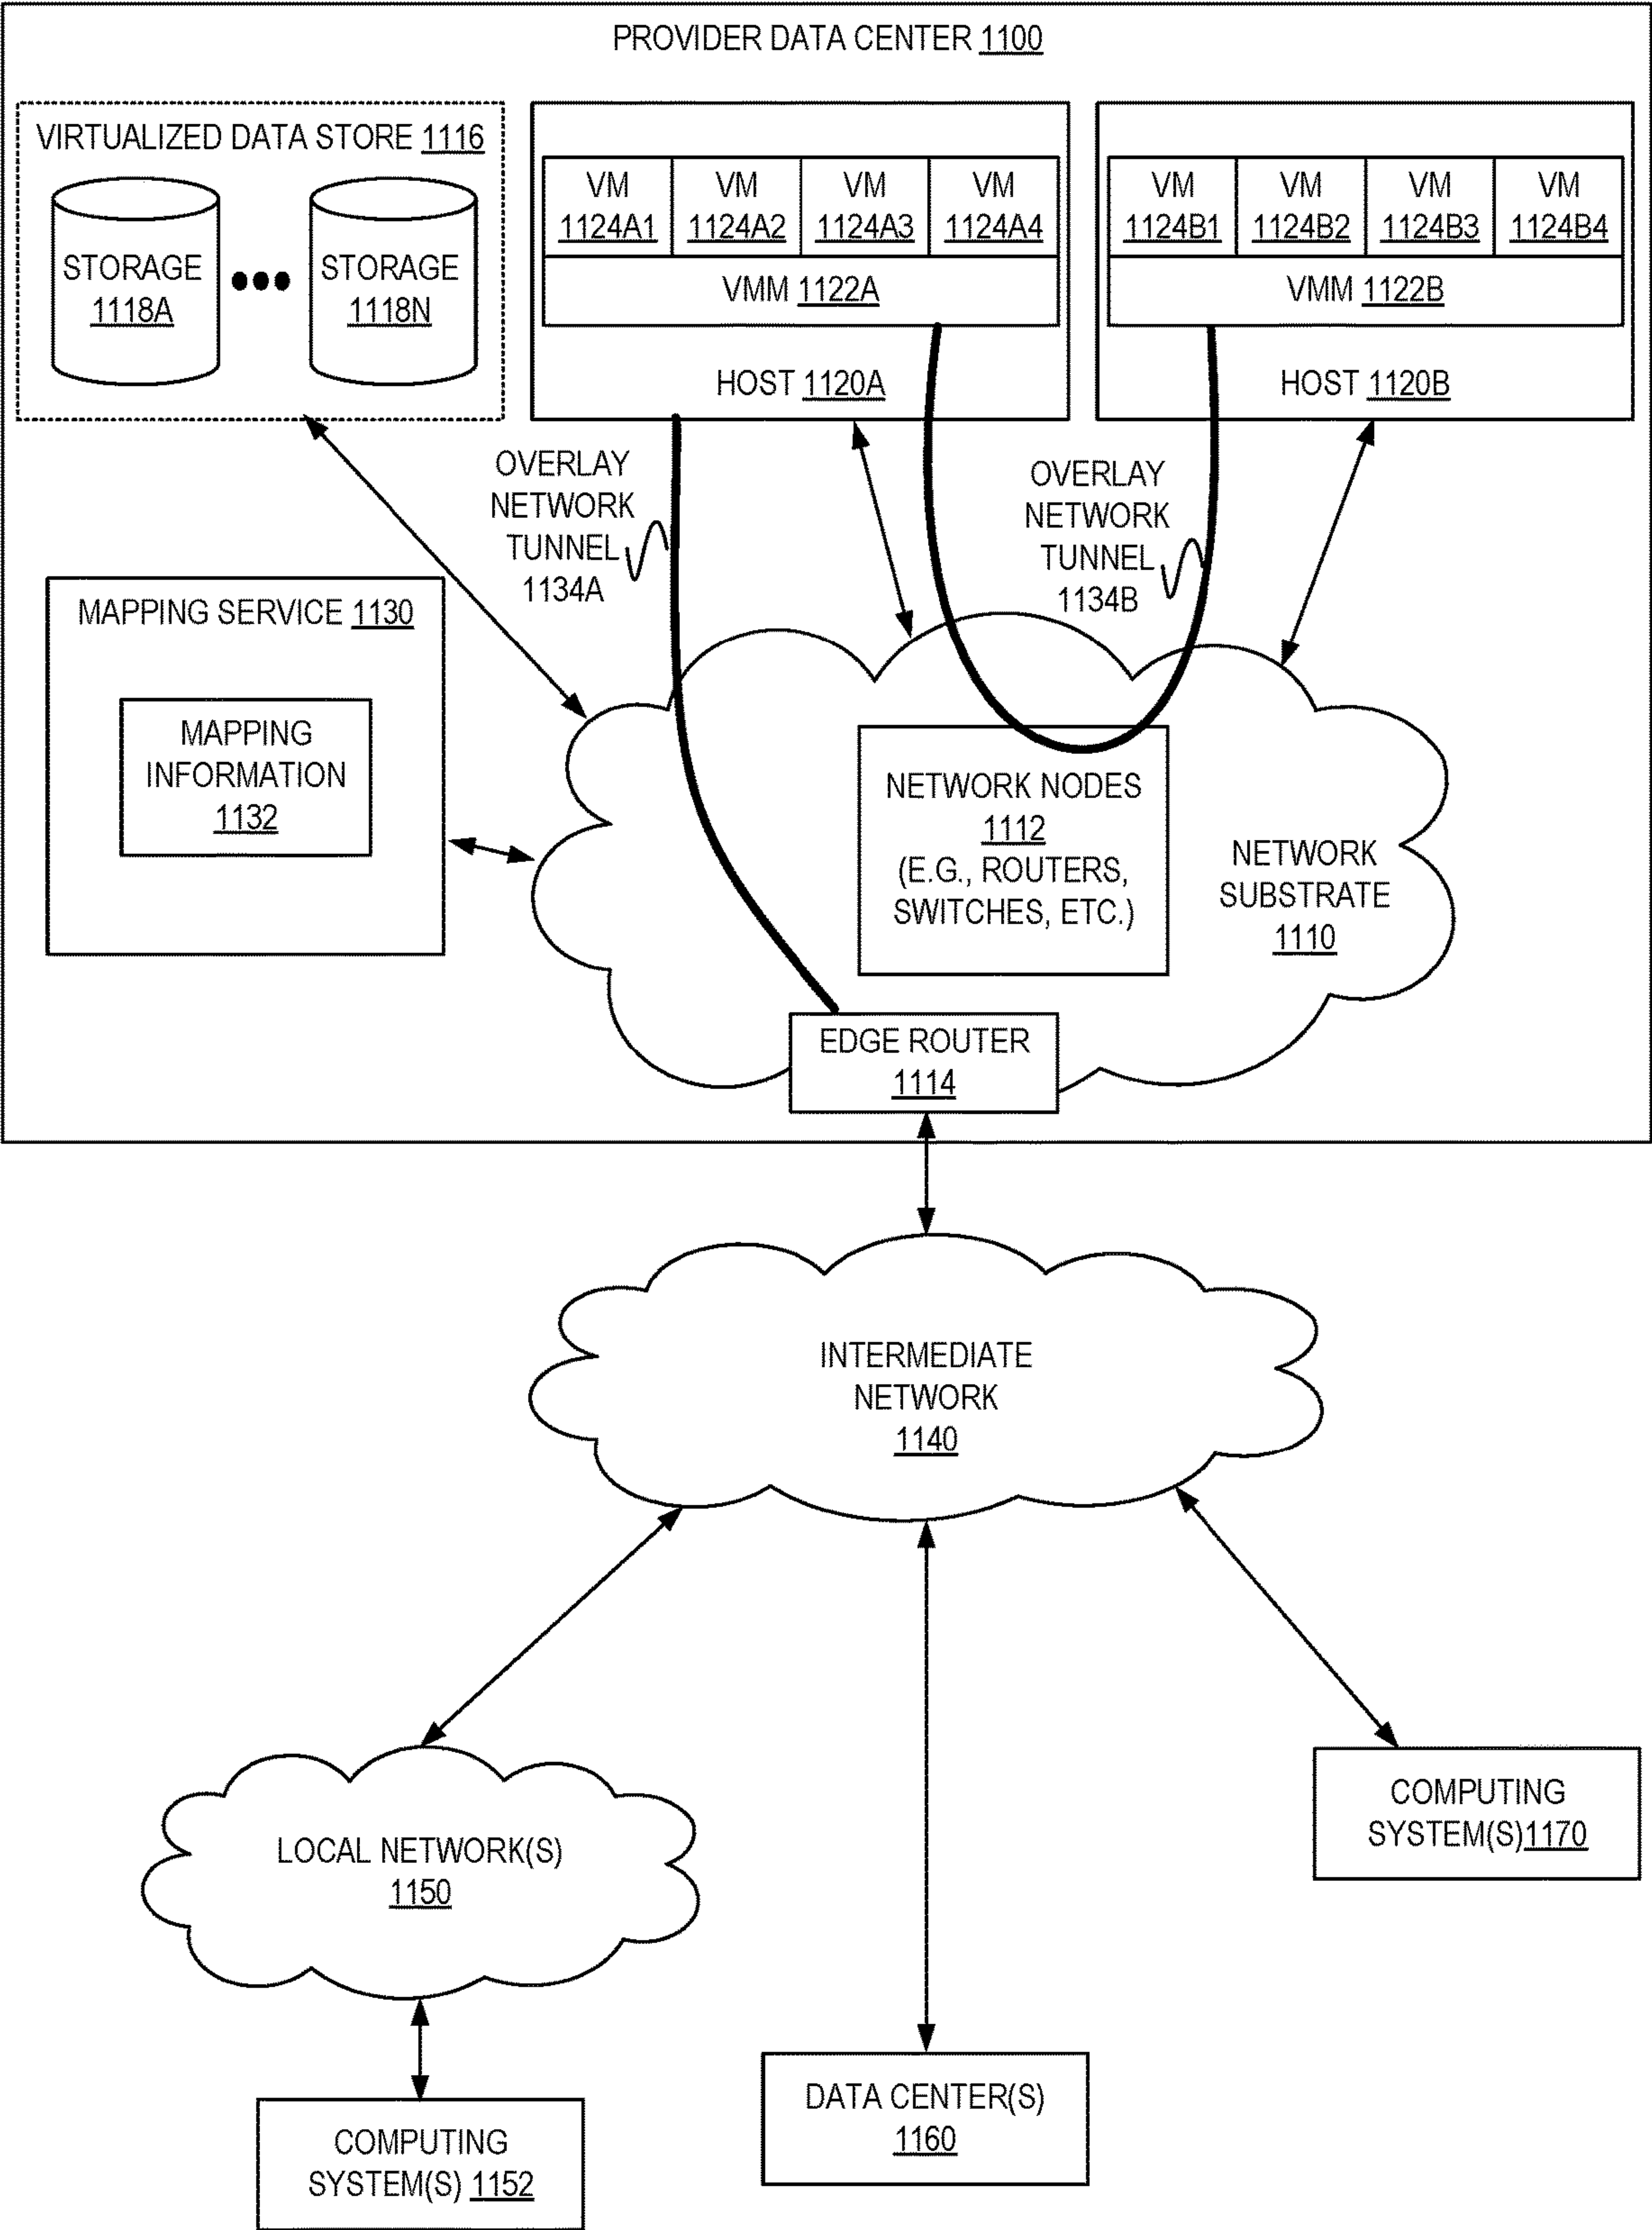 PROVIDER DATA CENTER 1100
VIRTUALIZED DATA STORE 1116
STORAGE
1118A
STORAGE
1118N
VM
1124A1
VM
1124A2
VM
1124A3
VM
1124A4
VMM 1122A
HOST 1120A
VM
1124B1
VM
1124B2
VM
1124B3
VM
1124B4
VMM 1122B
HOST 1120B
OVERLAY
NETWORK
TUNNEL
1134A
OVERLAY
NETWORK
TUNNEL
1134B
MAPPING SERVICE 1130
MAPPING
INFORMATION
1132
NETWORK NODES
1112
(E.G., ROUTERS,
SWITCHES, ETC.)
NETWORK
SUBSTRATE
1110
EDGE ROUTER
1114
INTERMEDIATE
NETWORK
1140
LOCAL NETWORK(S)
1150
COMPUTING
SYSTEM(S)1170
DATA CENTER(S)
1160
COMPUTING
SYSTEM(S) 1152